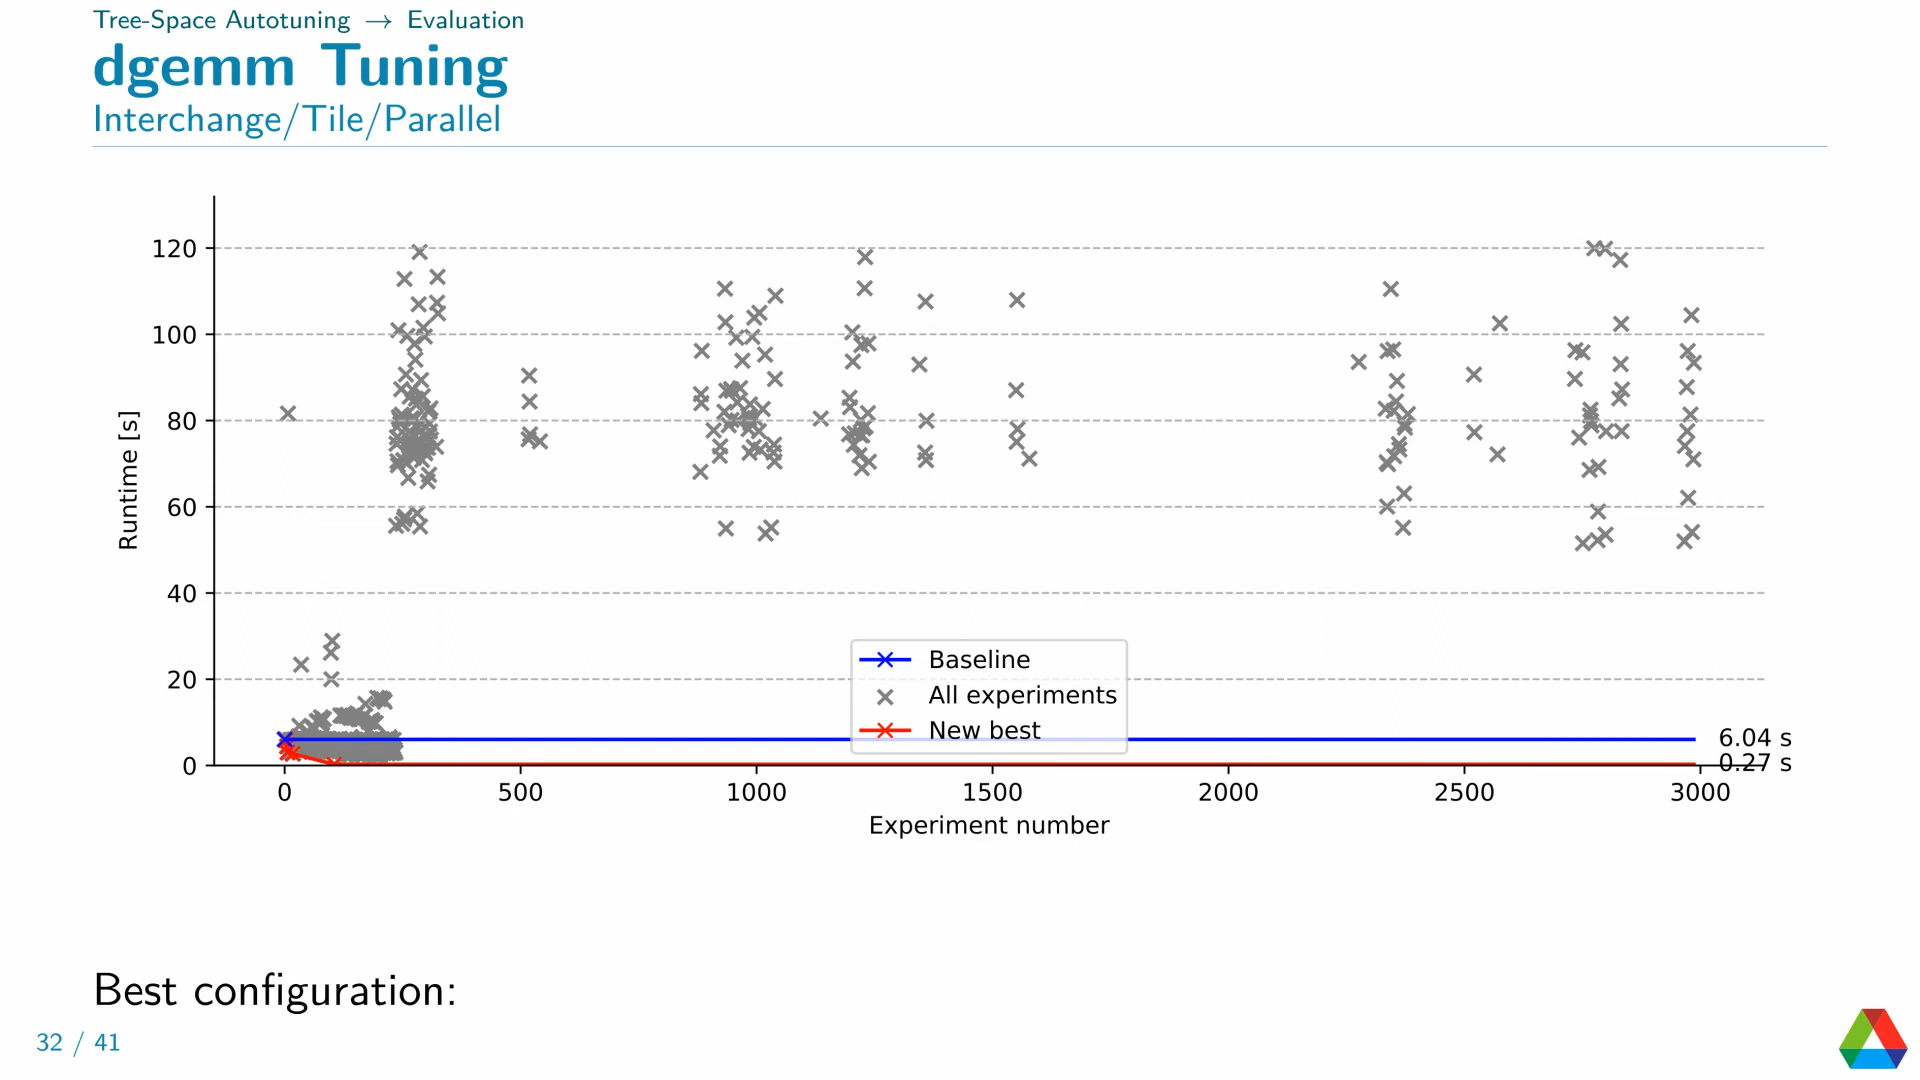 Tree-Space Autotuning → Evaluation
dgemm Tuning
Interchange/Tile/Parallel
120
100
80
60
40
20
0
Runtime [s]
Baseline
All experiments
New best
6.04 s
0.27 s
0 500 1000 1500 2000 2500 3000
Experiment number
Best configuration:
32 / 41